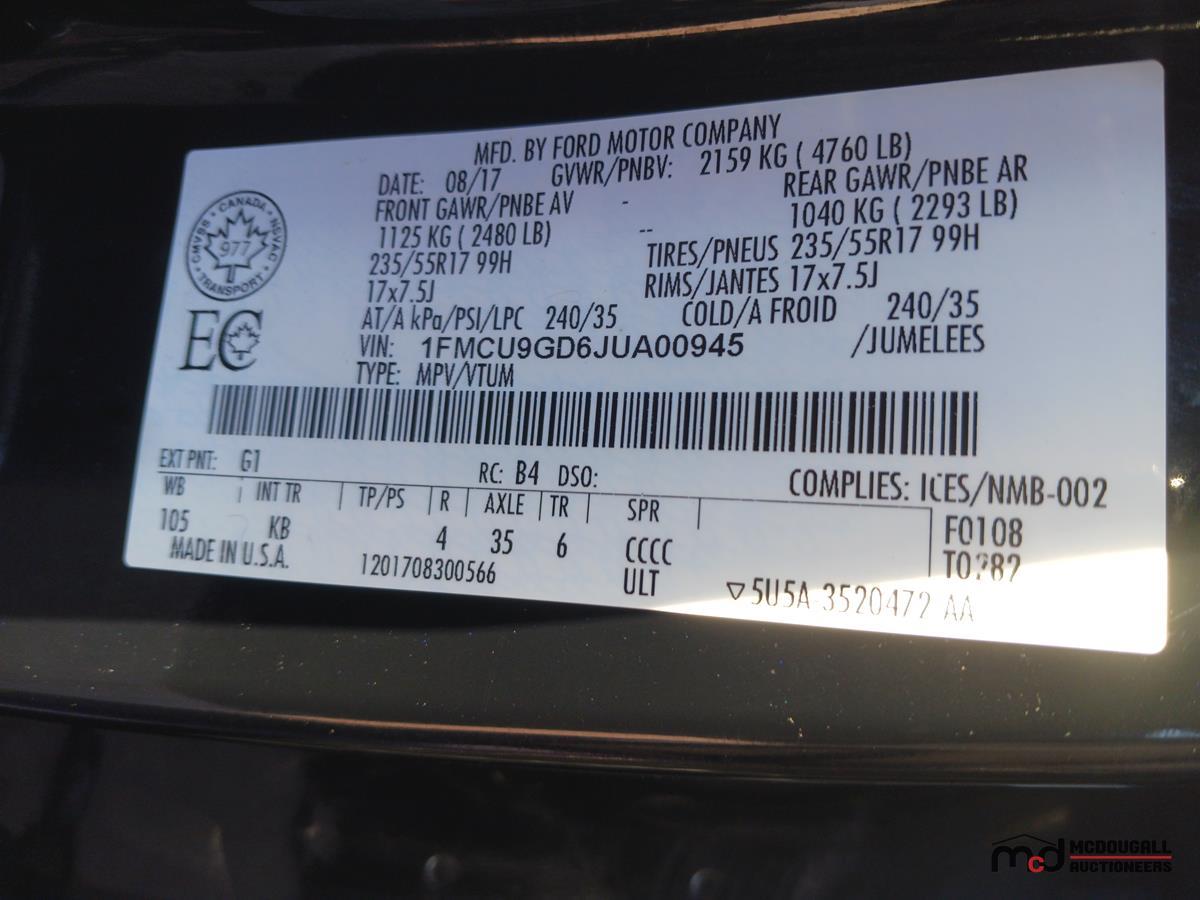 MFD. BY FORD MOTOR COMPANY
DATE: 08/17 GVWR/PNBV: 2159 KG ( 4760 LB)
FRONT GAWR/PNBE AV - REAR GAWR/PNBE AR
1125 KG ( 2480 LB) -- 1040 KG ( 2293 LB)
235/55R17 99H TIRES/PNEUS 235/55R17 99H
17x7.5J RIMS/JANTES 17x7.5J
AT/A kPa/PSI/LPC 240/35 COLD/A FROID 240/35
VIN: 1FMCU9GD6JUA00945 /JUMELEES
TYPE: MPV/VTUM
CANADA
CMVSS NSVAC
977
TRANSPORT
EC
EXT PNT: G1 RC: B4 DSO: COMPLIES: ICES/NMB-002
WB | INT TR | TP/PS | R | AXLE | TR | SPR | F0108
105 KB 4 35 6 CCCC T0282
MADE IN U.S.A. 1201708300566 ULT ▽5U5A-3520472 AA
mcd MCDOUGALL
AUCTIONEERS